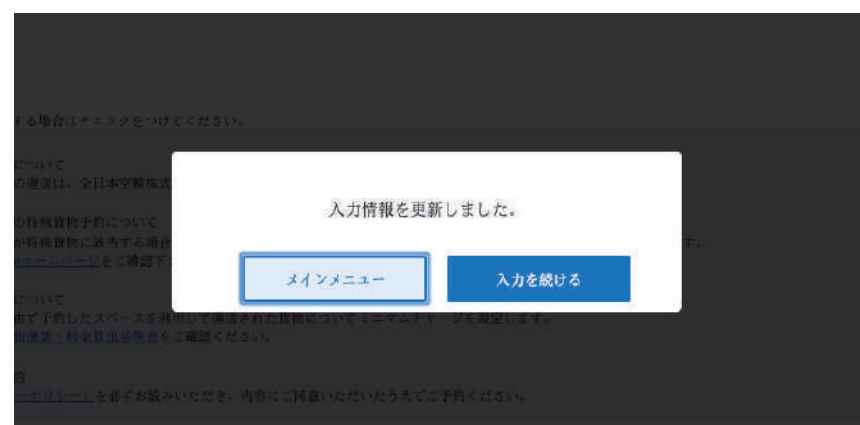 する場合はチェックをつけてください。
について
の運送は、全日本空輸株式
の特殊貨物予約について
が特殊貨物に該当する場合
ホームページをご確認下
入力情報を更新しました。
メインメニュー
入力を続ける
について
由で予約したスペースを利用して運送された貨物についてミニマムチャージを設定します。
をご確認ください。
的
ーポリシー」を必ずお読みいただき、内容にご同意いただいたうえでご予約ください。